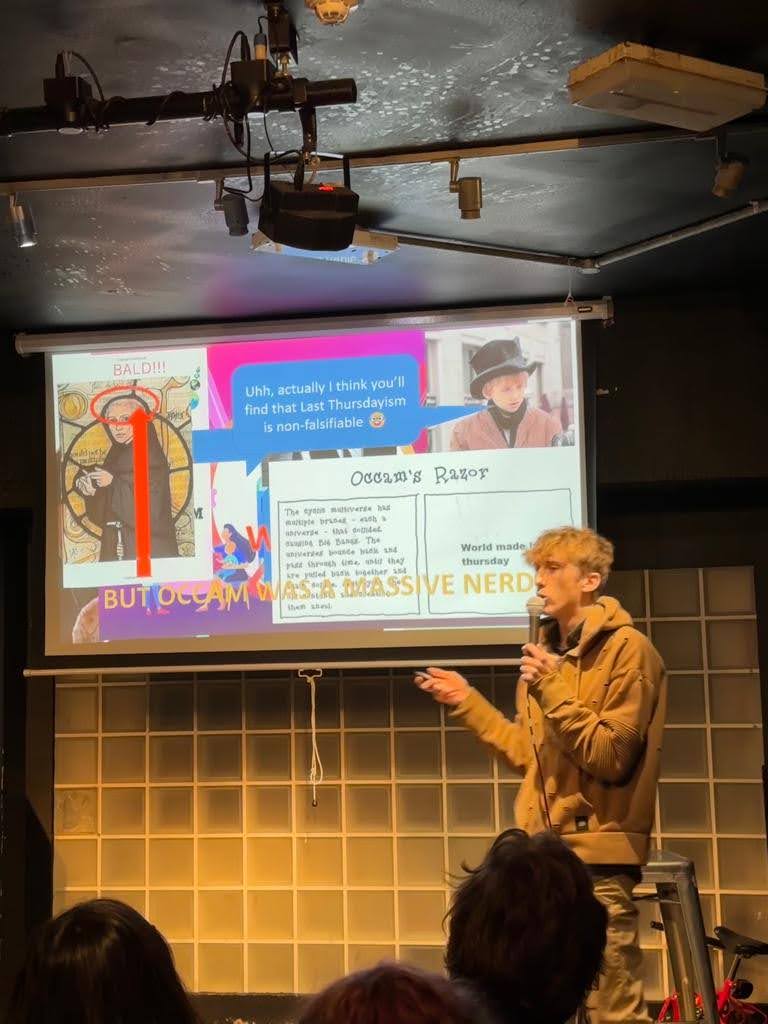 BALD!!!
Uhh, actually I think you'll
find that Last Thursdayism
is non-falsifiable
Occam's Razor
The cyclic multiverse has
multiple branes - each a
universe - that collided,
causing Big Bangs. The
universes bounce back and
pass through time, until they
are pulled back together and
them anew.
World made
thursday
BUT OCCAM WAS A MASSIVE NERD